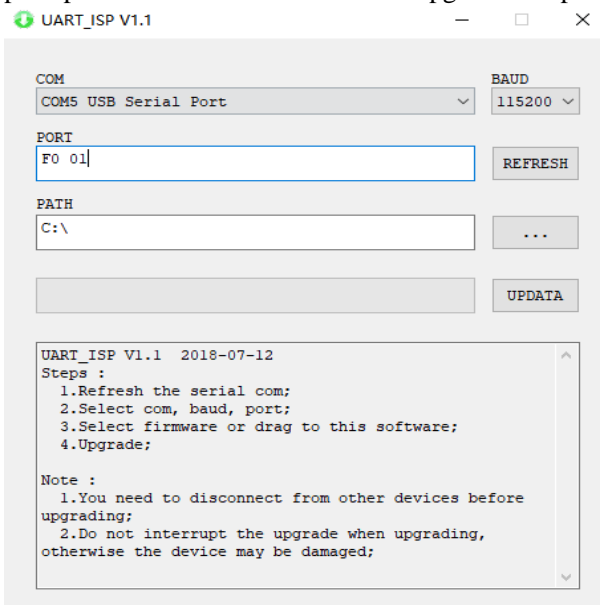 UART_ISP V1.1
COM
BAUD
COM5 USB Serial Port
115200
PORT
F0 01
REFRESH
PATH
C:\
...
UPDATA
UART_ISP V1.1  2018-07-12
Steps :
1.Refresh the serial com;
2.Select com, baud, port;
3.Select firmware or drag to this software;
4.Upgrade;
Note :
1.You need to disconnect from other devices before
upgrading;
2.Do not interrupt the upgrade when upgrading,
otherwise the device may be damaged;